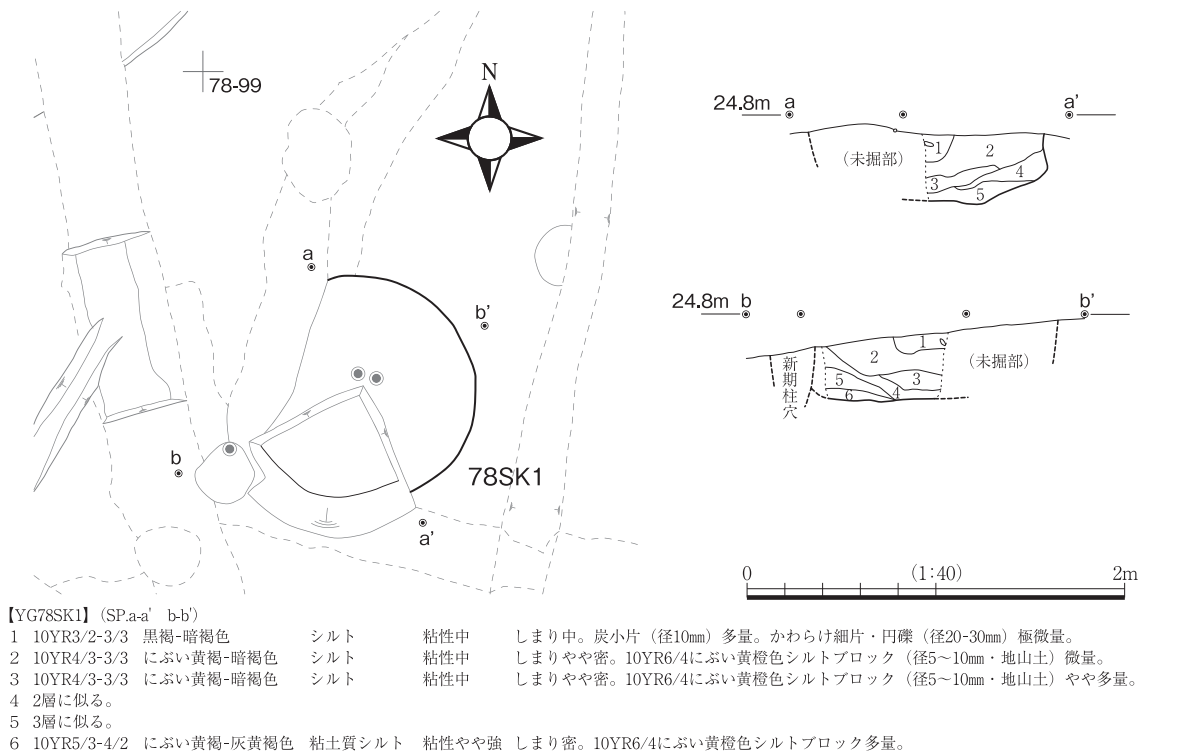 78-99
N
a
b'
b
78SK1
a'
24.8m a a'
(未掘部)
1
2
3
4
5
24.8m b b'
新期柱穴
1
2
3
4
5
6
(未掘部)
0 (1:40) 2m
【YG78SK1】(SP.a-a' b-b')
1 10YR3/2-3/3 黒褐-暗褐色 シルト 粘性中 しまり中。炭小片（径10㎜）多量。かわらけ細片・円礫（径20-30㎜）極微量。
2 10YR4/3-3/3 にぶい黄褐-暗褐色 シルト 粘性中 しまりやや密。10YR6/4にぶい黄橙色シルトブロック（径5～10㎜・地山土）微量。
3 10YR4/3-3/3 にぶい黄褐-暗褐色 シルト 粘性中 しまりやや密。10YR6/4にぶい黄橙色シルトブロック（径5～10㎜・地山土）やや多量。
4 2層に似る。
5 3層に似る。
6 10YR5/3-4/2 にぶい黄褐-灰黄褐色 粘土質シルト 粘性やや強 しまり密。10YR6/4にぶい黄橙色シルトブロック多量。